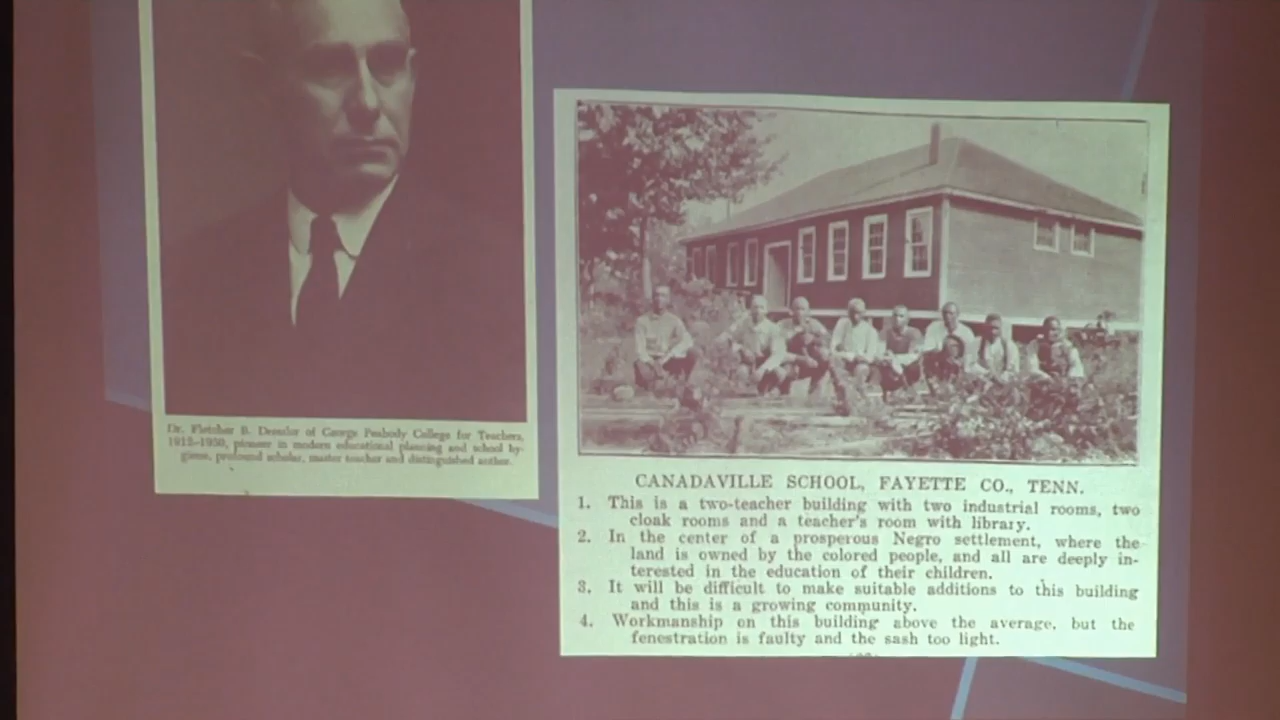 Dr. Fletcher B. Dresslar of George Peabody College for Teachers,
1912–1930, pioneer in modern educational planning and school hy-
giene, profound scholar, master teacher and distinguished author.
CANADAVILLE SCHOOL, FAYETTE CO., TENN.
1. This is a two-teacher building with two industrial rooms, two
cloak rooms and a teacher's room with library.
2. In the center of a prosperous Negro settlement, where the
land is owned by the colored people, and all are deeply in-
terested in the education of their children.
3. It will be difficult to make suitable additions to this building
and this is a growing community.
4. Workmanship on this building above the average, but the
fenestration is faulty and the sash too light.